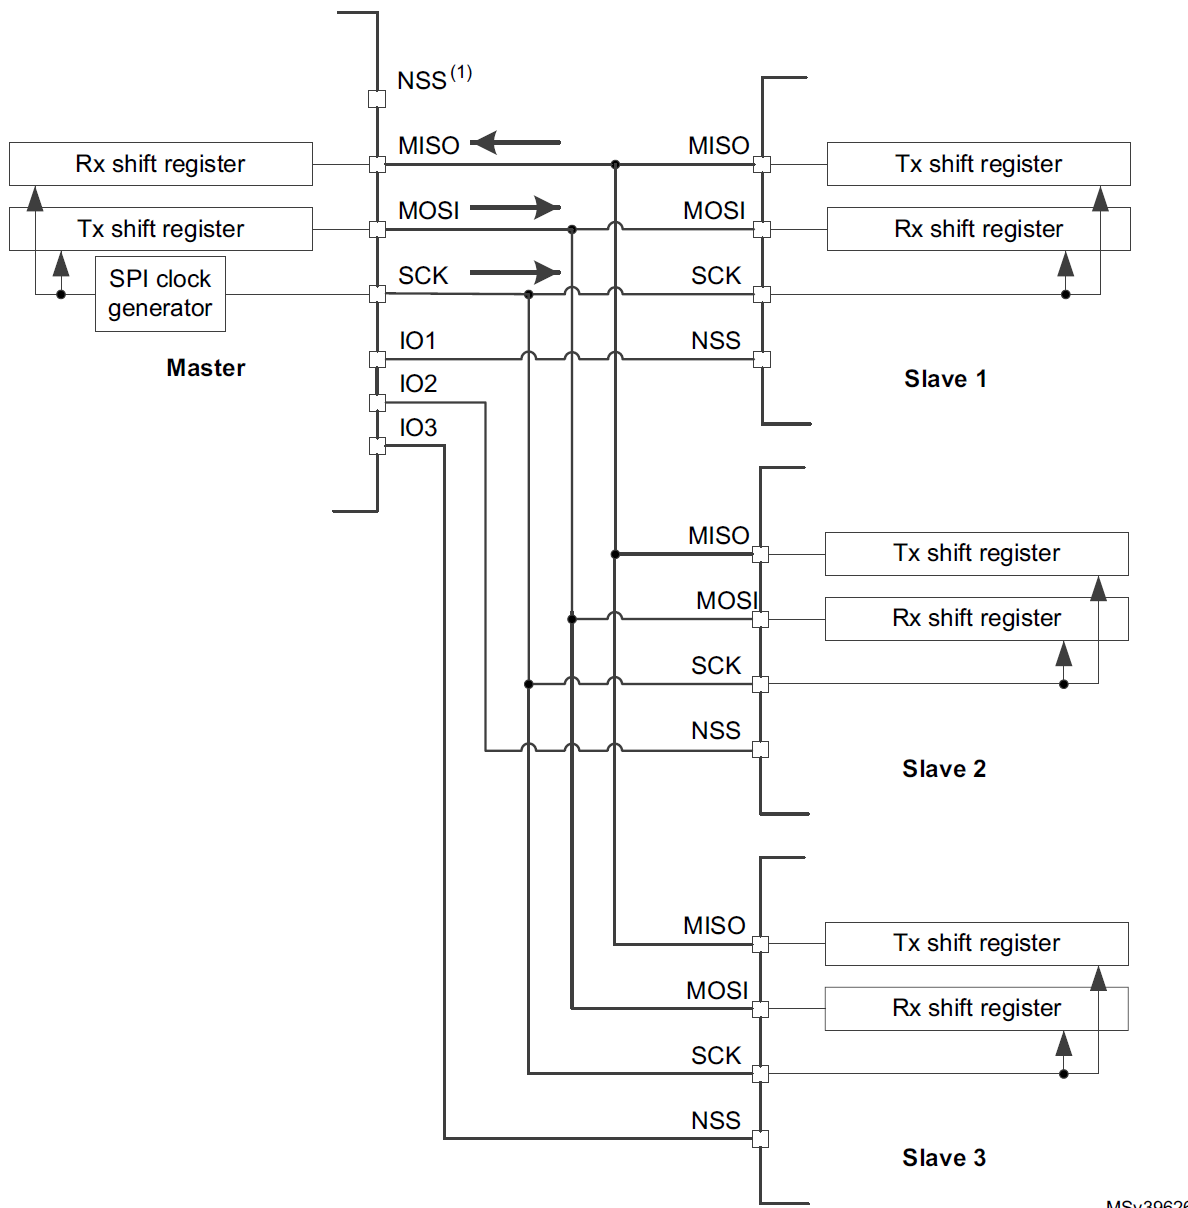 NSS(1)
MISO
MISO
Rx shift register
Tx shift register
MOSI
MOSI
Tx shift register
Rx shift register
SCK
SCK
SPI clock
generator
IO1
NSS
Master
Slave 1
IO2
IO3
MISO
Tx shift register
MOSI
Rx shift register
SCK
NSS
Slave 2
MISO
Tx shift register
MOSI
Rx shift register
SCK
NSS
Slave 3
MSv39626